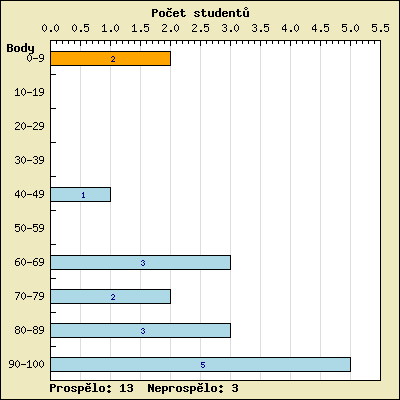 Počet studentů
0.0 0.5 1.0 1.5 2.0 2.5 3.0 3.5 4.0 4.5 5.0 5.5
Body
0-9 2
10-19
20-29
30-39
40-49 1
50-59
60-69 3
70-79 2
80-89 3
90-100 5
Prospělo: 13 Neprospělo: 3